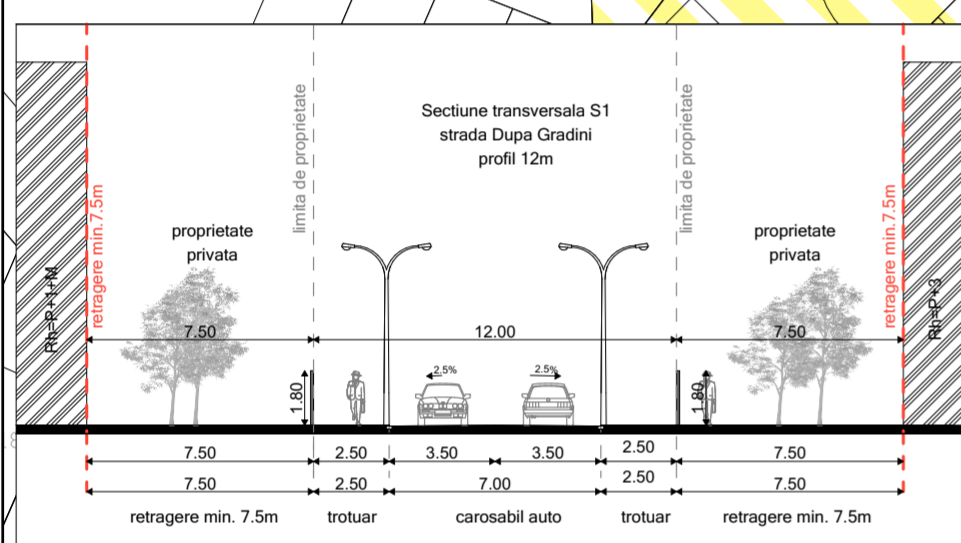 Sectiune transversala S1
strada Dupa Gradini
profil 12m
limita de proprietate
limita de proprietate
retragere min.7.5m
retragere min.7.5m
proprietate
privata
proprietate
privata
Rh=P+1+M
Rh=P+3
7.50 12.00 7.50
2.5% 2.5%
1.80 1.80
7.50 2.50 3.50 3.50 2.50 7.50
7.50 2.50 7.00 2.50 7.50
retragere min. 7.5m trotuar carosabil auto trotuar retragere min. 7.5m